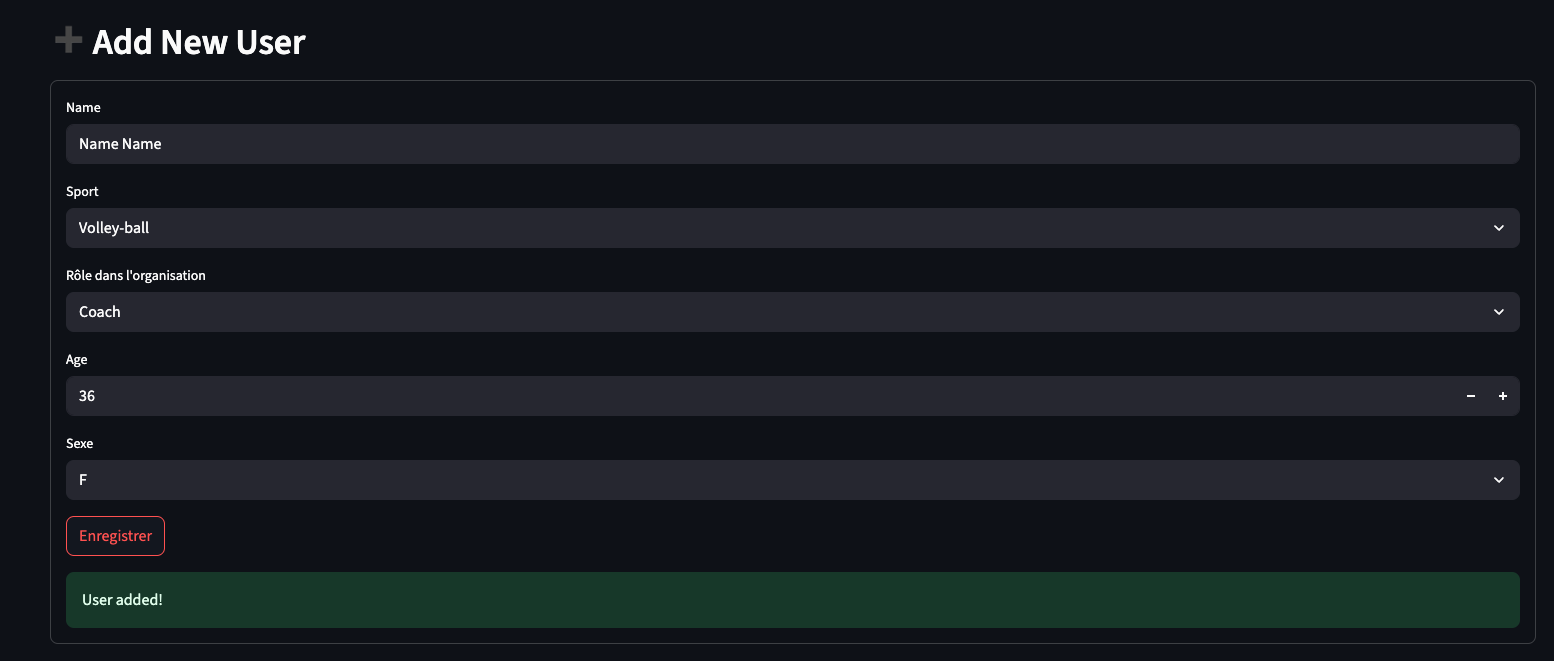 Add New User
Name
Name Name
Sport
Volley-ball
Rôle dans l'organisation
Coach
Age
36
Sexe
F
Enregistrer
User added!